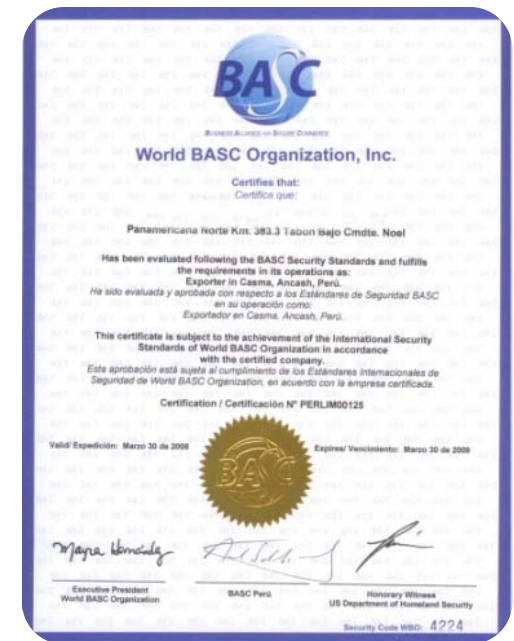 BASC
BUSINESS ALLIANCE FOR SECURE COMMERCE
World BASC Organization, Inc.
Certifies that:
Certifica que:
Panamericana Norte Km. 383.3 Tabon Bajo Cmdte. Noel
Has been evaluated following the BASC Security Standards and fulfills
the requirements in its operations as:
Exporter in Casma, Ancash, Perú.
Ha sido evaluada y aprobada con respecto a los Estándares de Seguridad BASC
en su operación como:
Exportador en Casma, Ancash, Perú.
This certificate is subject to the achievement of the International Security
Standards of World BASC Organization in accordance
with the certified company.
Esta aprobación está sujeta al cumplimiento de los Estándares Internacionales de
Seguridad de World BASC Organization, en acuerdo con la empresa certificada.
Certification / Certificación N° PERLIM00125
Valid/ Expedición: Marzo 30 de 2008
Expires/ Vencimiento: Marzo 30 de 2009
BASC
Mayra Hernandez
Executive President
World BASC Organization
BASC Perú
Honorary Witness
US Department of Homeland Security
Security Code WBO: 4224